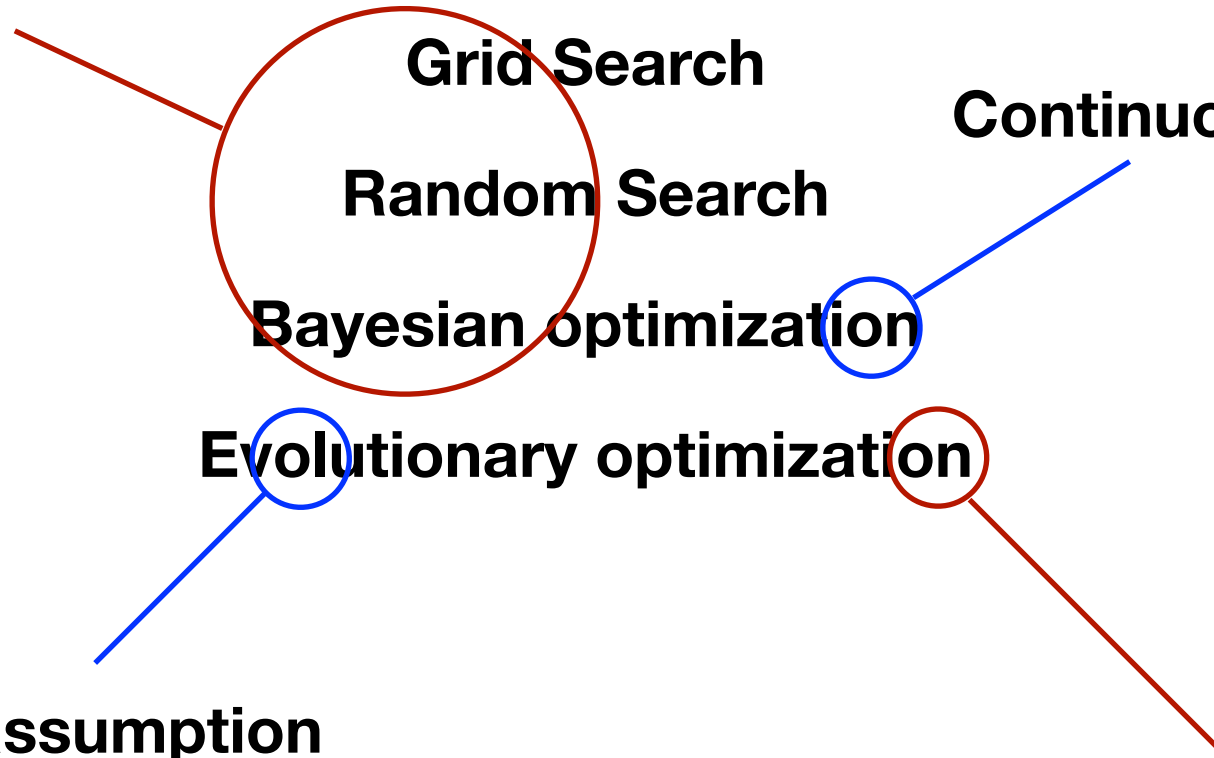 Grid Search
Continuo
Random Search
Bayesian optimization
Evolutionary optimization
ssumption